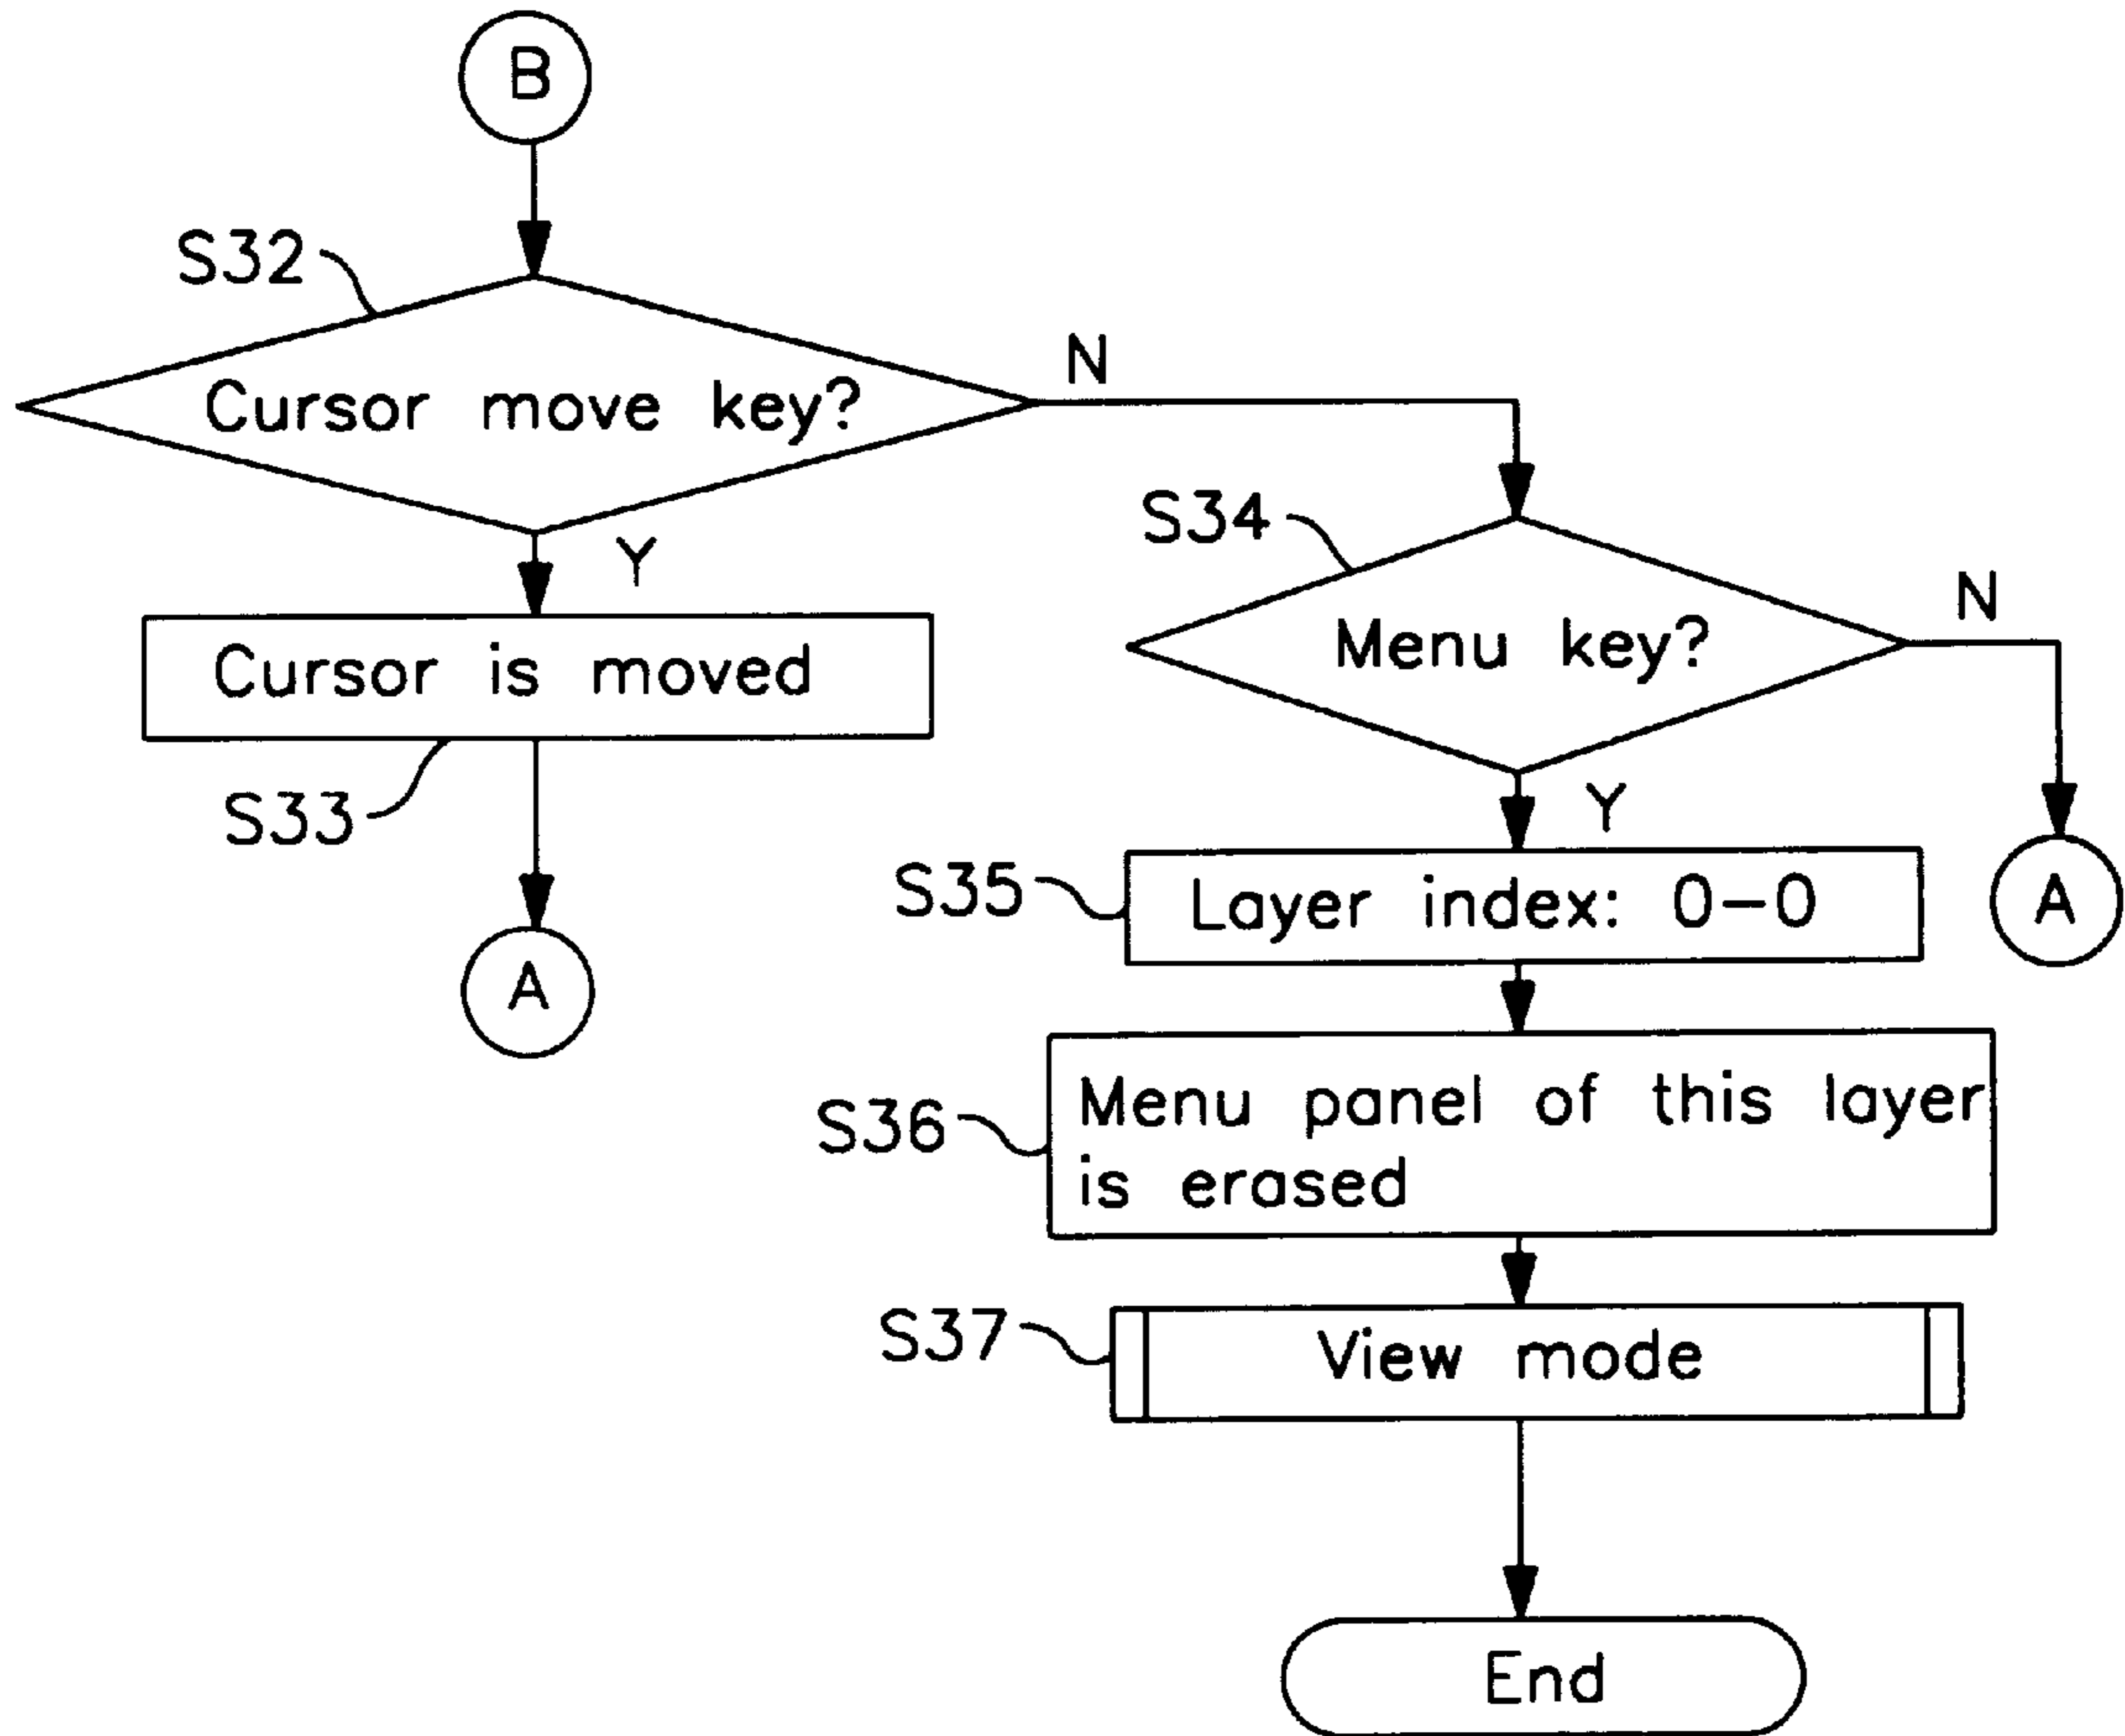 B
S32
Cursor move key?
N
Y
Cursor is moved
S33
A
S34
Menu key?
N
Y
A
S35
Layer index: 0-0
S36
Menu panel of this layer
is erased
S37
View mode
End